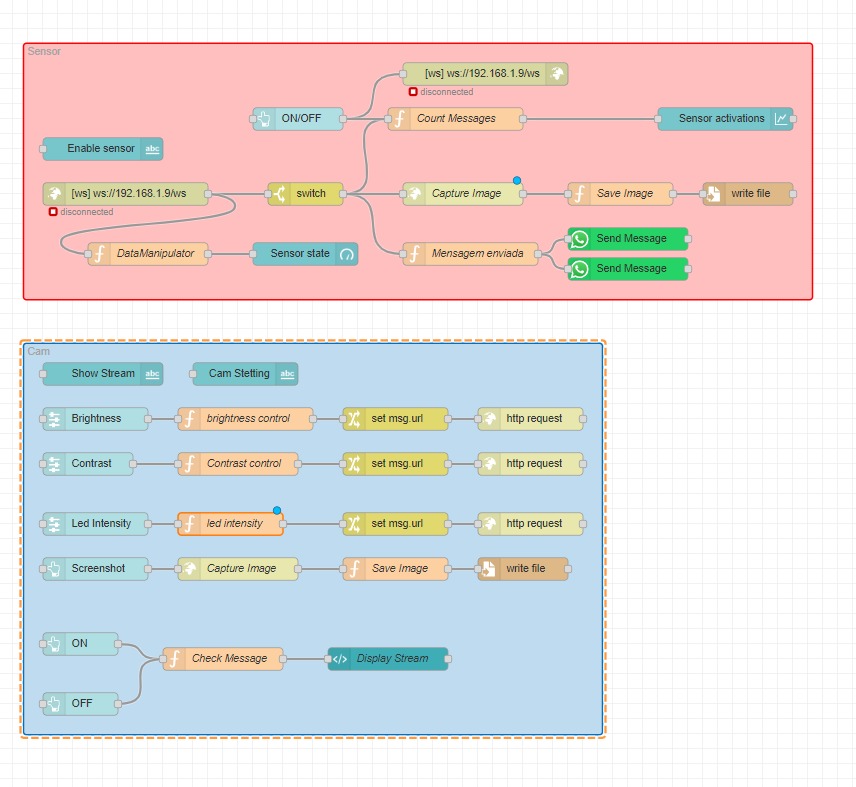 Sensor
[ws] ws://192.168.1.9/ws
disconnected
ON/OFF
Count Messages
Sensor activations
Enable sensor
abc
[ws] ws://192.168.1.9/ws
disconnected
switch
Capture Image
Save Image
write file
DataManipulator
Sensor state
Mensagem enviada
Send Message
Send Message
Cam
Show Stream
abc
Cam Stetting
abc
Brightness
brightness control
set msg.url
http request
Contrast
Contrast control
set msg.url
http request
Led Intensity
led intensity
set msg.url
http request
Screenshot
Capture Image
Save Image
write file
ON
Check Message
Display Stream
OFF